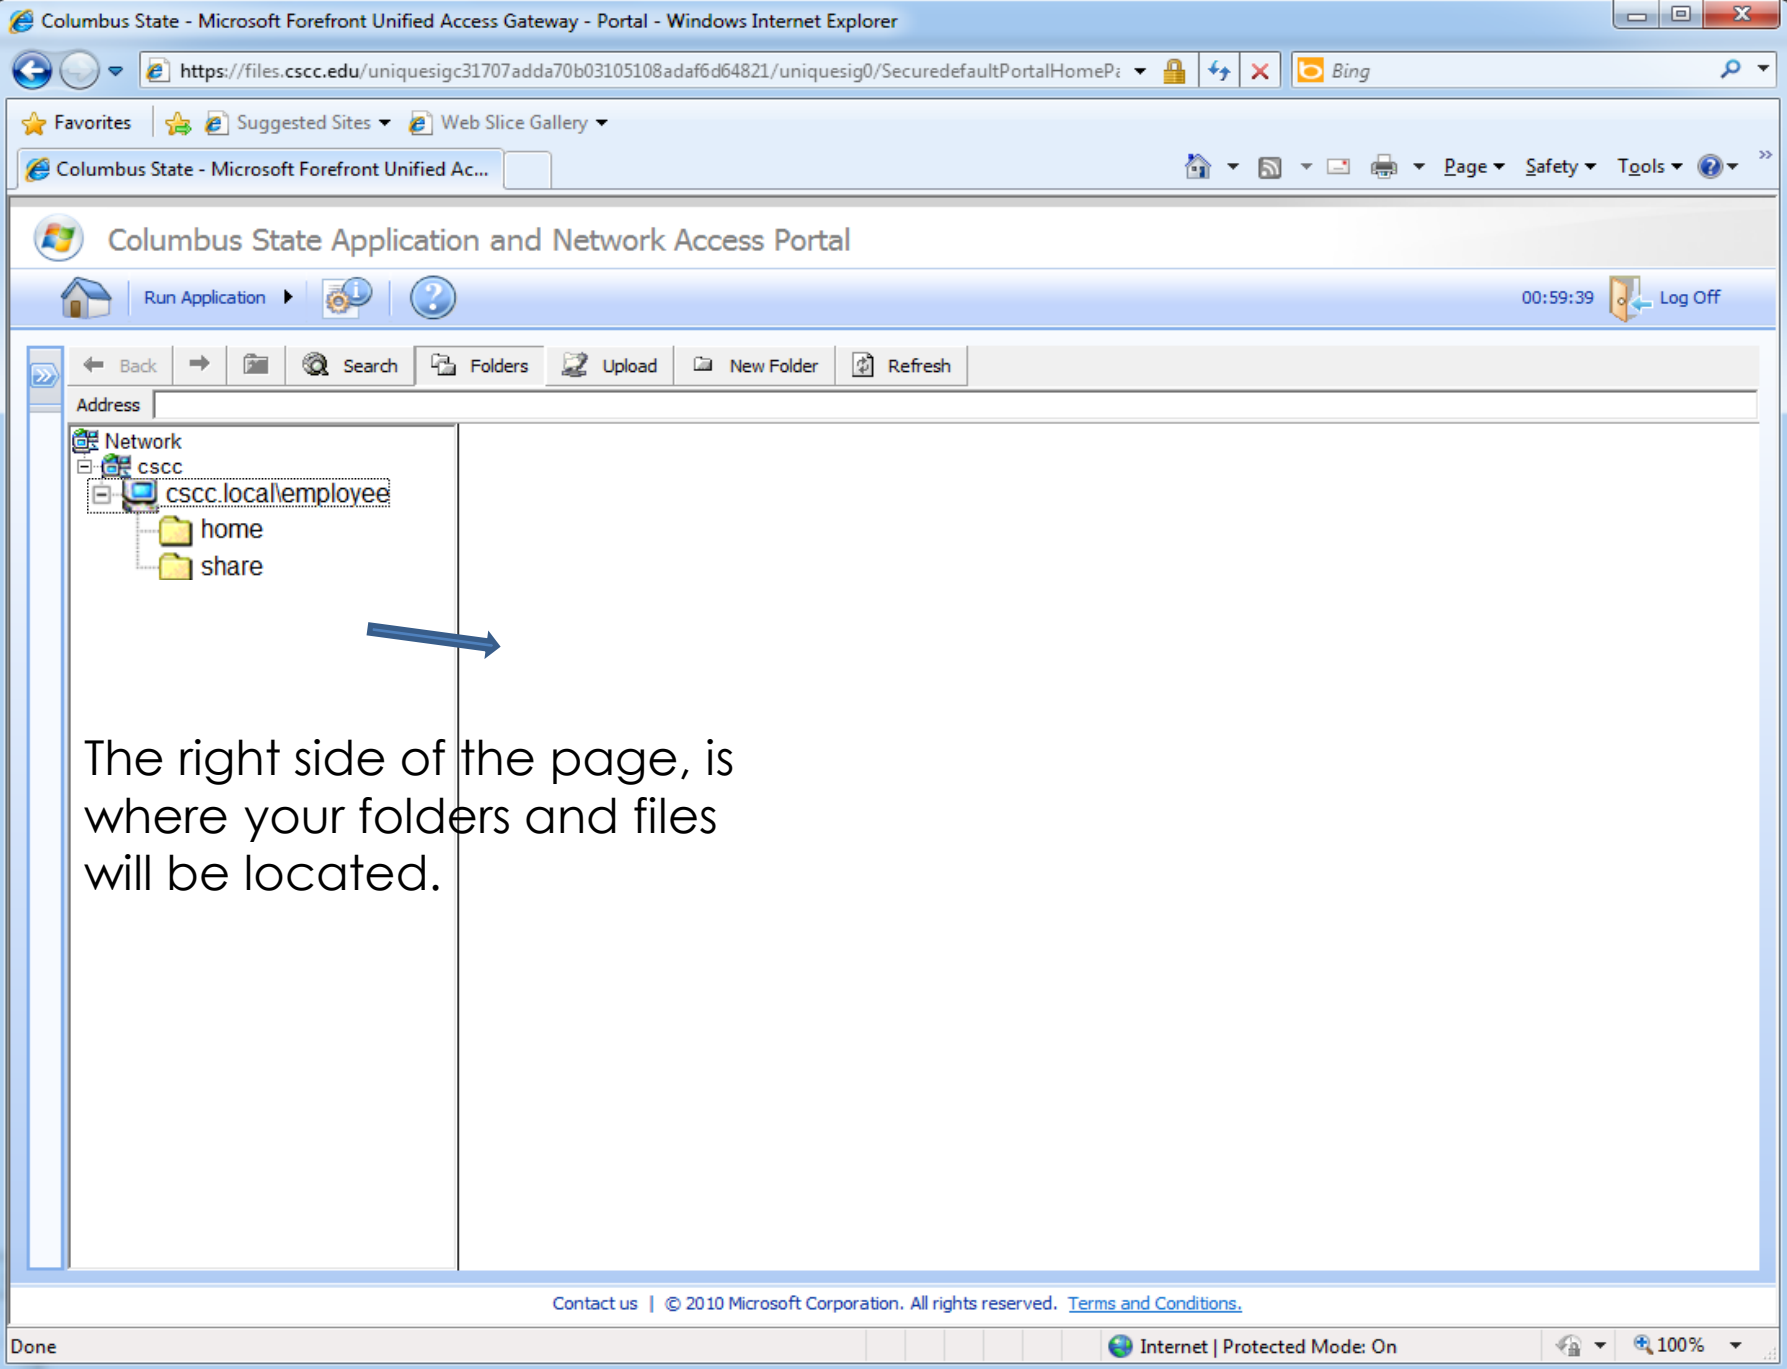 Columbus State - Microsoft Forefront Unified Access Gateway - Portal - Windows Internet Explorer
https://files.cscc.edu/uniquesigc31707adda70b03105108adaf6d64821/uniquesig0/SecuredefaultPortalHomePa
Bing
Favorites Suggested Sites Web Slice Gallery
Columbus State - Microsoft Forefront Unified Ac... Page Safety Tools
Columbus State Application and Network Access Portal
Run Application 00:59:39 Log Off
Back Search Folders Upload New Folder Refresh
Address
Network
cscc
cscc.local\employee
home
share
The right side of the page, is
where your folders and files
will be located.
Contact us | © 2010 Microsoft Corporation. All rights reserved. Terms and Conditions.
Done Internet | Protected Mode: On 100%